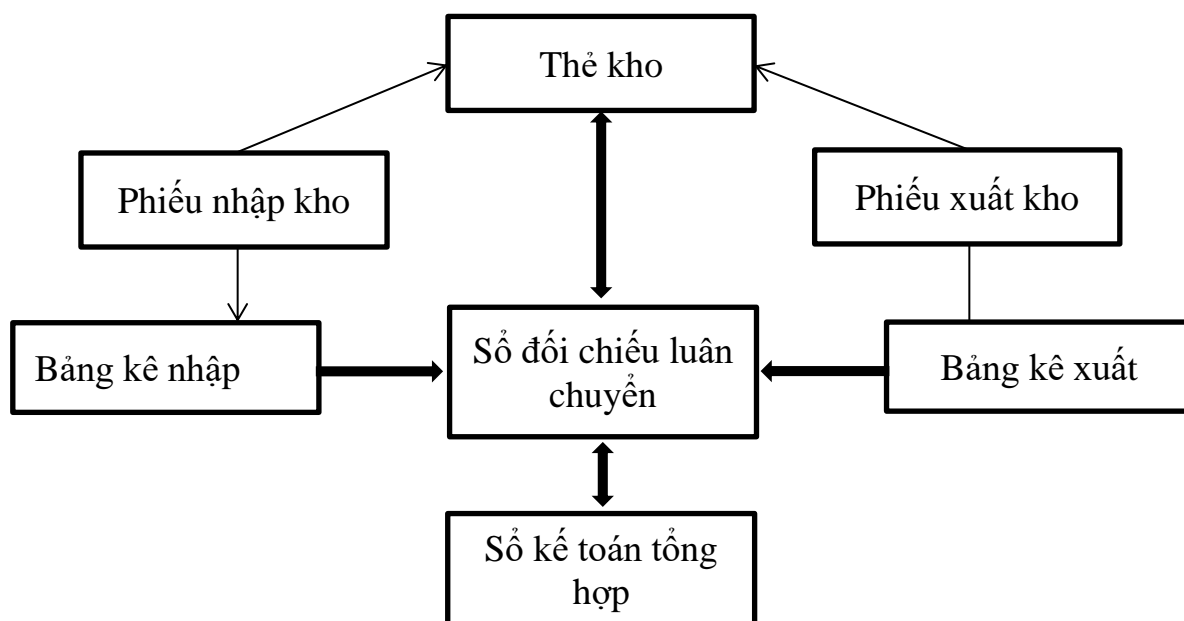 Thẻ kho
Phiếu nhập kho
Phiếu xuất kho
Bảng kê nhập
Sổ đối chiếu luân
chuyển
Bảng kê xuất
Sổ kế toán tổng
hợp